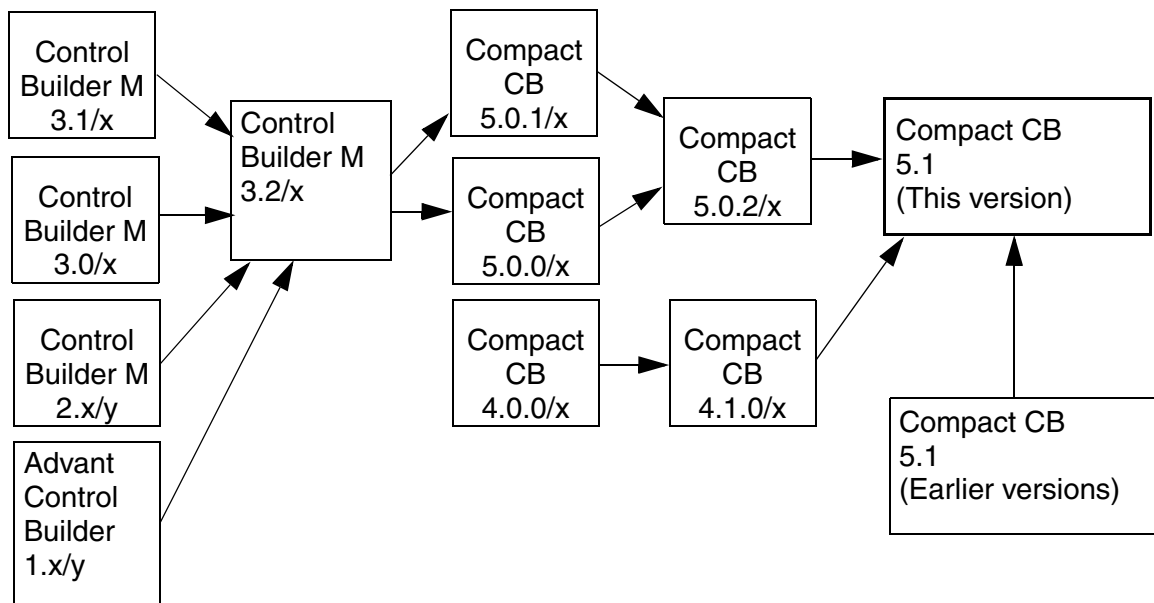 Control
Builder M
3.1/x
Control
Builder M
3.0/x
Control
Builder M
2.x/y
Advant
Control
Builder
1.x/y
Control
Builder M
3.2/x
Compact
CB
5.0.1/x
Compact
CB
5.0.0/x
Compact
CB
4.0.0/x
Compact
CB
5.0.2/x
Compact
CB
4.1.0/x
Compact CB
5.1
(This version)
Compact CB
5.1
(Earlier versions)